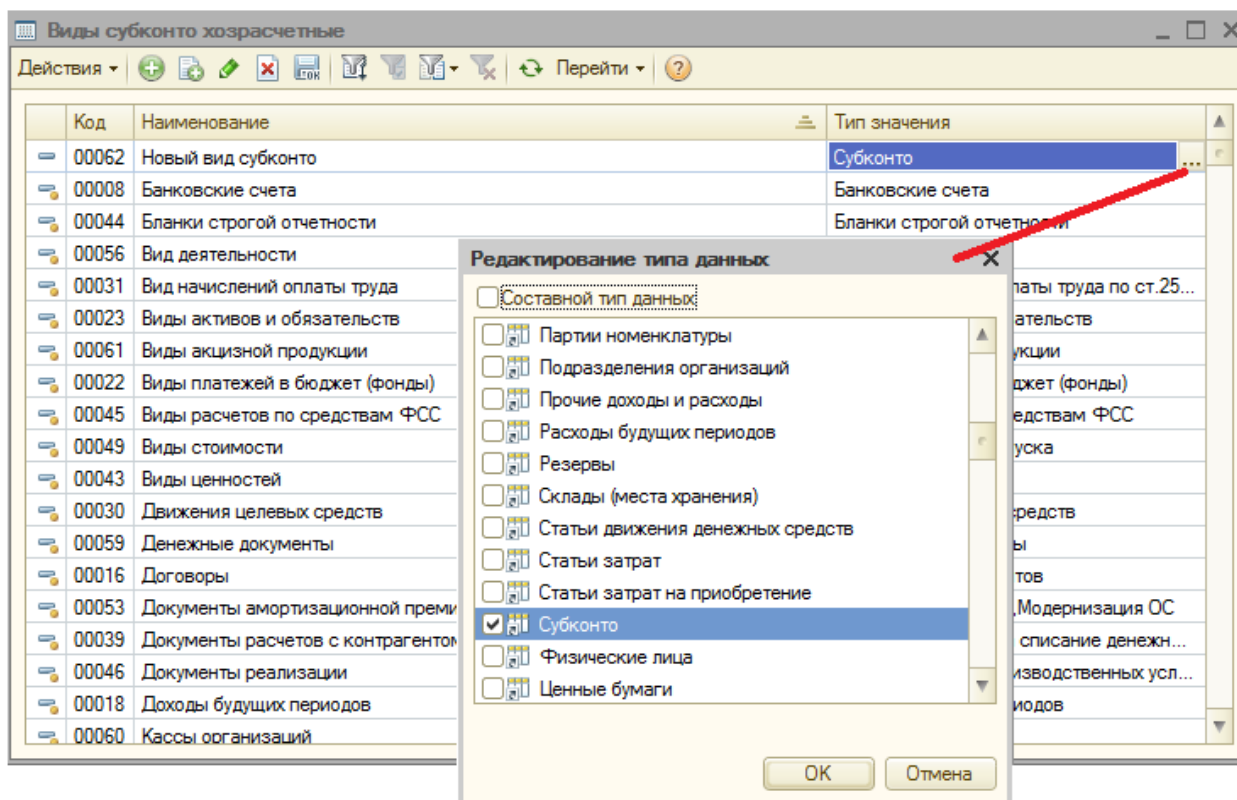 Виды субконто хозрасчетные
Действия Перейти
Код Наименование Тип значения
00062 Новый вид субконто Субконто ...
00008 Банковские счета Банковские счета
00044 Бланки строгой отчетности Бланки строгой отчетности
00056 Вид деятельности
00031 Вид начислений оплаты труда латы труда по ст.25...
00023 Виды активов и обязательств ательств
00061 Виды акцизной продукции укции
00022 Виды платежей в бюджет (фонды) джет (фонды)
00045 Виды расчетов по средствам ФСС едствам ФСС
00049 Виды стоимости уска
00043 Виды ценностей
00030 Движения целевых средств средств
00059 Денежные документы ы
00016 Договоры тов
00053 Документы амортизационной преми ,Модернизация ОС
00039 Документы расчетов с контрагентом списание денежн...
00046 Документы реализации изводственных усл...
00018 Доходы будущих периодов иодов
00060 Кассы организаций
Редактирование типа данных
Составной тип данных
Партии номенклатуры
Подразделения организаций
Прочие доходы и расходы
Расходы будущих периодов
Резервы
Склады (места хранения)
Статьи движения денежных средств
Статьи затрат
Статьи затрат на приобретение
Субконто
Физические лица
Ценные бумаги
OK Отмена